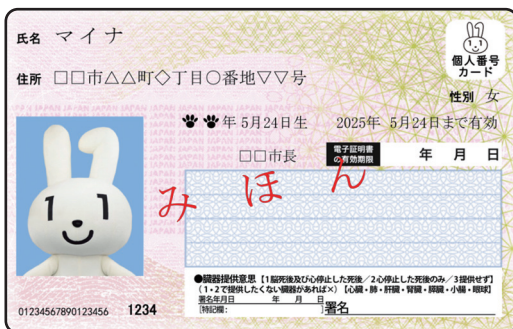 氏名 マイナ
個人番号
カード
住所 □□市△△町◇丁目○番地▽▽号
性別 女
年 5月24日生 2025年 5月24日まで有効
□□市長 電子証明書
の有効期限 年 月 日
みほん
●臓器提供意思【1脳死後及び心停止した死後／2心停止した死後のみ／3提供せず】
（1・2で提供したくない臓器があれば×）【心臓・肺・肝臓・腎臓・膵臓・小腸・眼球】
署名年月日 年 月 日
[特記欄: ]署名
01234567890123456 1234